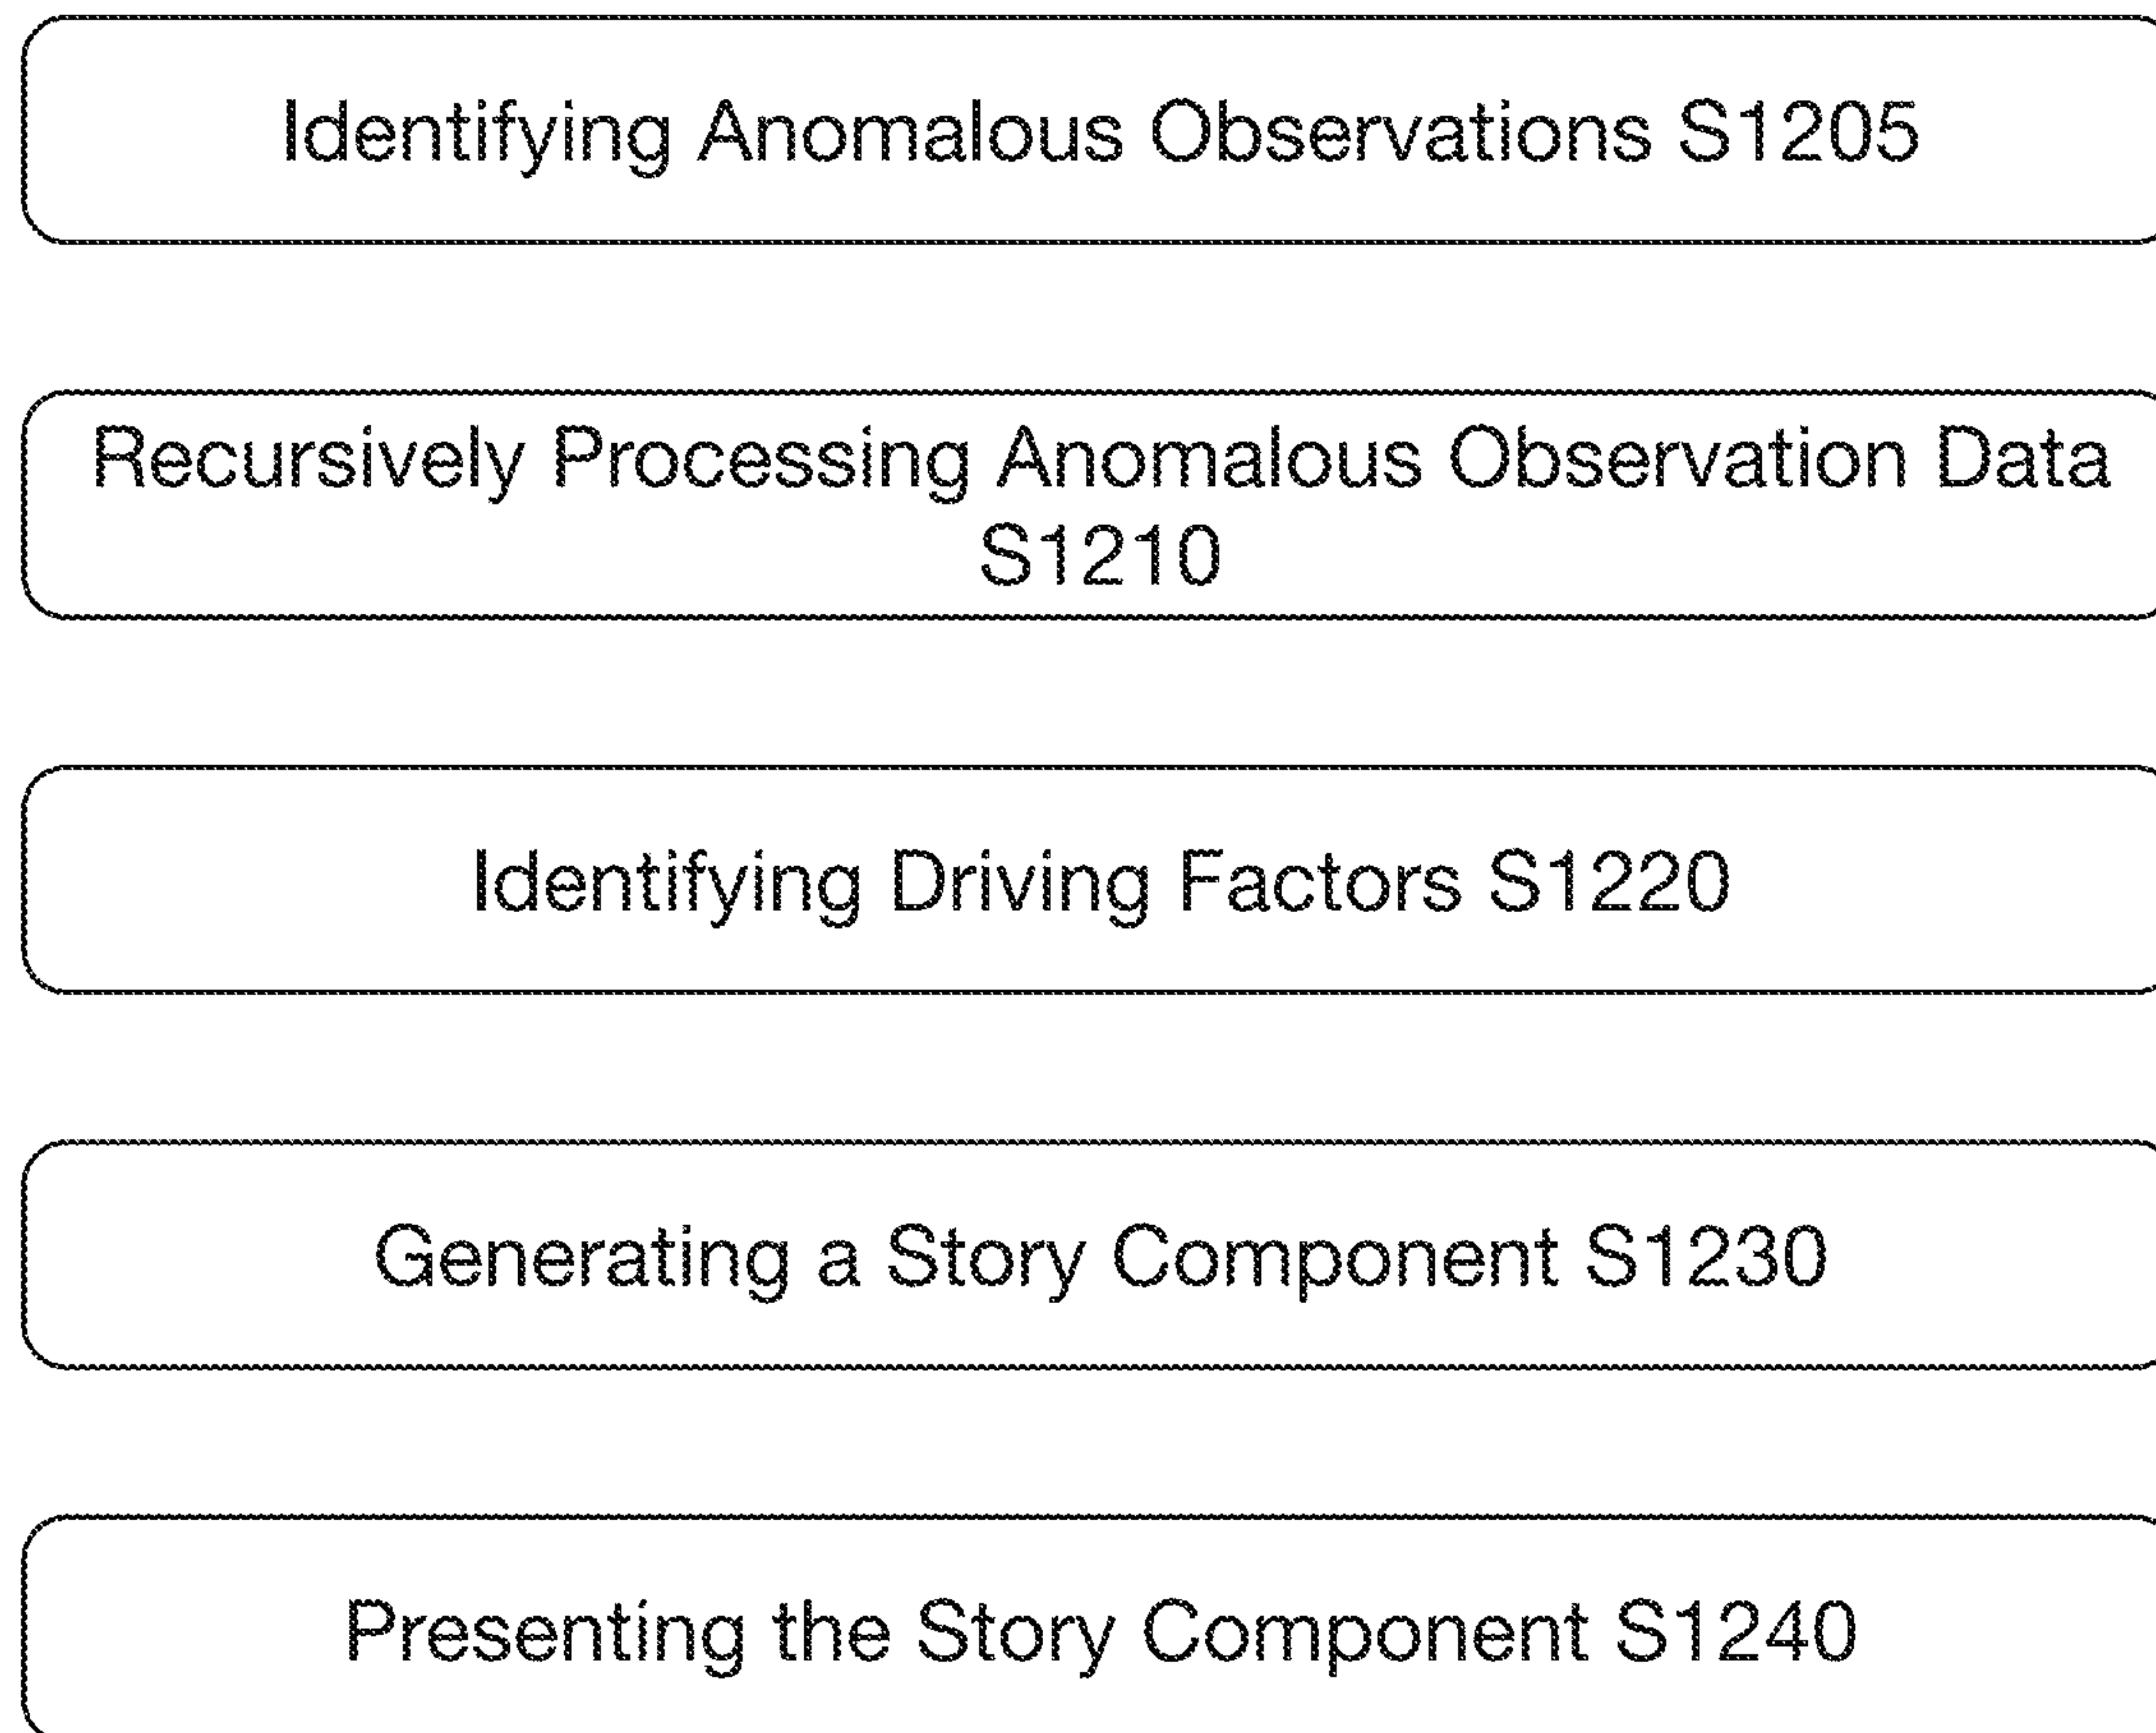 Identifying Anomalous Observations S1205
Recursively Processing Anomalous Observation Data
S1210
Identifying Driving Factors S1220
Generating a Story Component S1230
Presenting the Story Component S1240